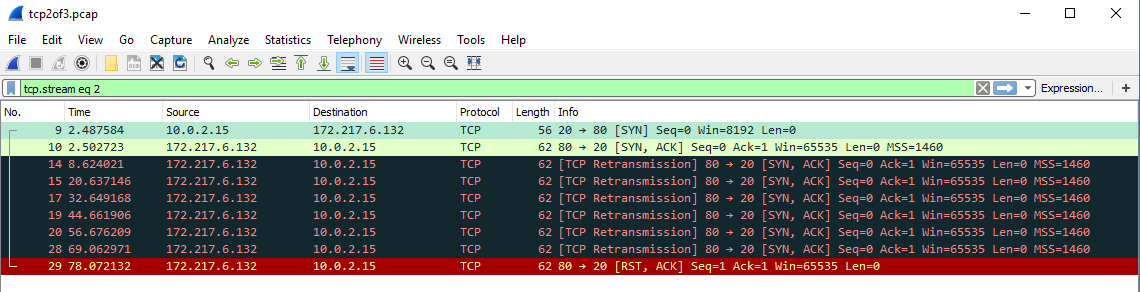 tcp2of3.pcap
File Edit View Go Capture Analyze Statistics Telephony Wireless Tools Help
tcp.stream eq 2 Expression... +
No. Time Source Destination Protocol Length Info
9 2.487584 10.0.2.15 172.217.6.132 TCP 56 20 → 80 [SYN] Seq=0 Win=8192 Len=0
10 2.502723 172.217.6.132 10.0.2.15 TCP 62 80 → 20 [SYN, ACK] Seq=0 Ack=1 Win=65535 Len=0 MSS=1460
14 8.624021 172.217.6.132 10.0.2.15 TCP 62 [TCP Retransmission] 80 → 20 [SYN, ACK] Seq=0 Ack=1 Win=65535 Len=0 MSS=1460
15 20.637146 172.217.6.132 10.0.2.15 TCP 62 [TCP Retransmission] 80 → 20 [SYN, ACK] Seq=0 Ack=1 Win=65535 Len=0 MSS=1460
17 32.649168 172.217.6.132 10.0.2.15 TCP 62 [TCP Retransmission] 80 → 20 [SYN, ACK] Seq=0 Ack=1 Win=65535 Len=0 MSS=1460
19 44.661906 172.217.6.132 10.0.2.15 TCP 62 [TCP Retransmission] 80 → 20 [SYN, ACK] Seq=0 Ack=1 Win=65535 Len=0 MSS=1460
20 56.676209 172.217.6.132 10.0.2.15 TCP 62 [TCP Retransmission] 80 → 20 [SYN, ACK] Seq=0 Ack=1 Win=65535 Len=0 MSS=1460
28 69.062971 172.217.6.132 10.0.2.15 TCP 62 [TCP Retransmission] 80 → 20 [SYN, ACK] Seq=0 Ack=1 Win=65535 Len=0 MSS=1460
29 78.072132 172.217.6.132 10.0.2.15 TCP 62 80 → 20 [RST, ACK] Seq=1 Ack=1 Win=65535 Len=0